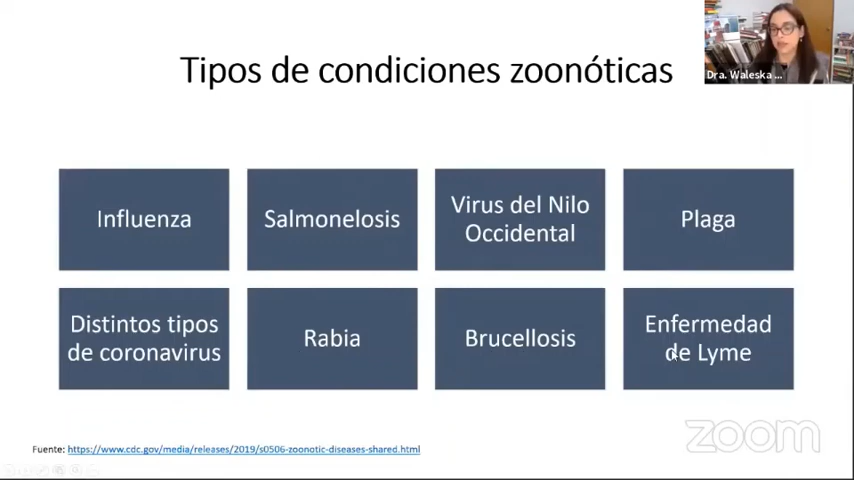 Dra. Waleska ...
Tipos de condiciones zoonóticas
Influenza
Salmonelosis
Virus del Nilo
Occidental
Plaga
Distintos tipos
de coronavirus
Rabia
Brucellosis
Enfermedad
de Lyme
Fuente: https://www.cdc.gov/media/releases/2019/s0506-zoonotic-diseases-shared.html
zoom